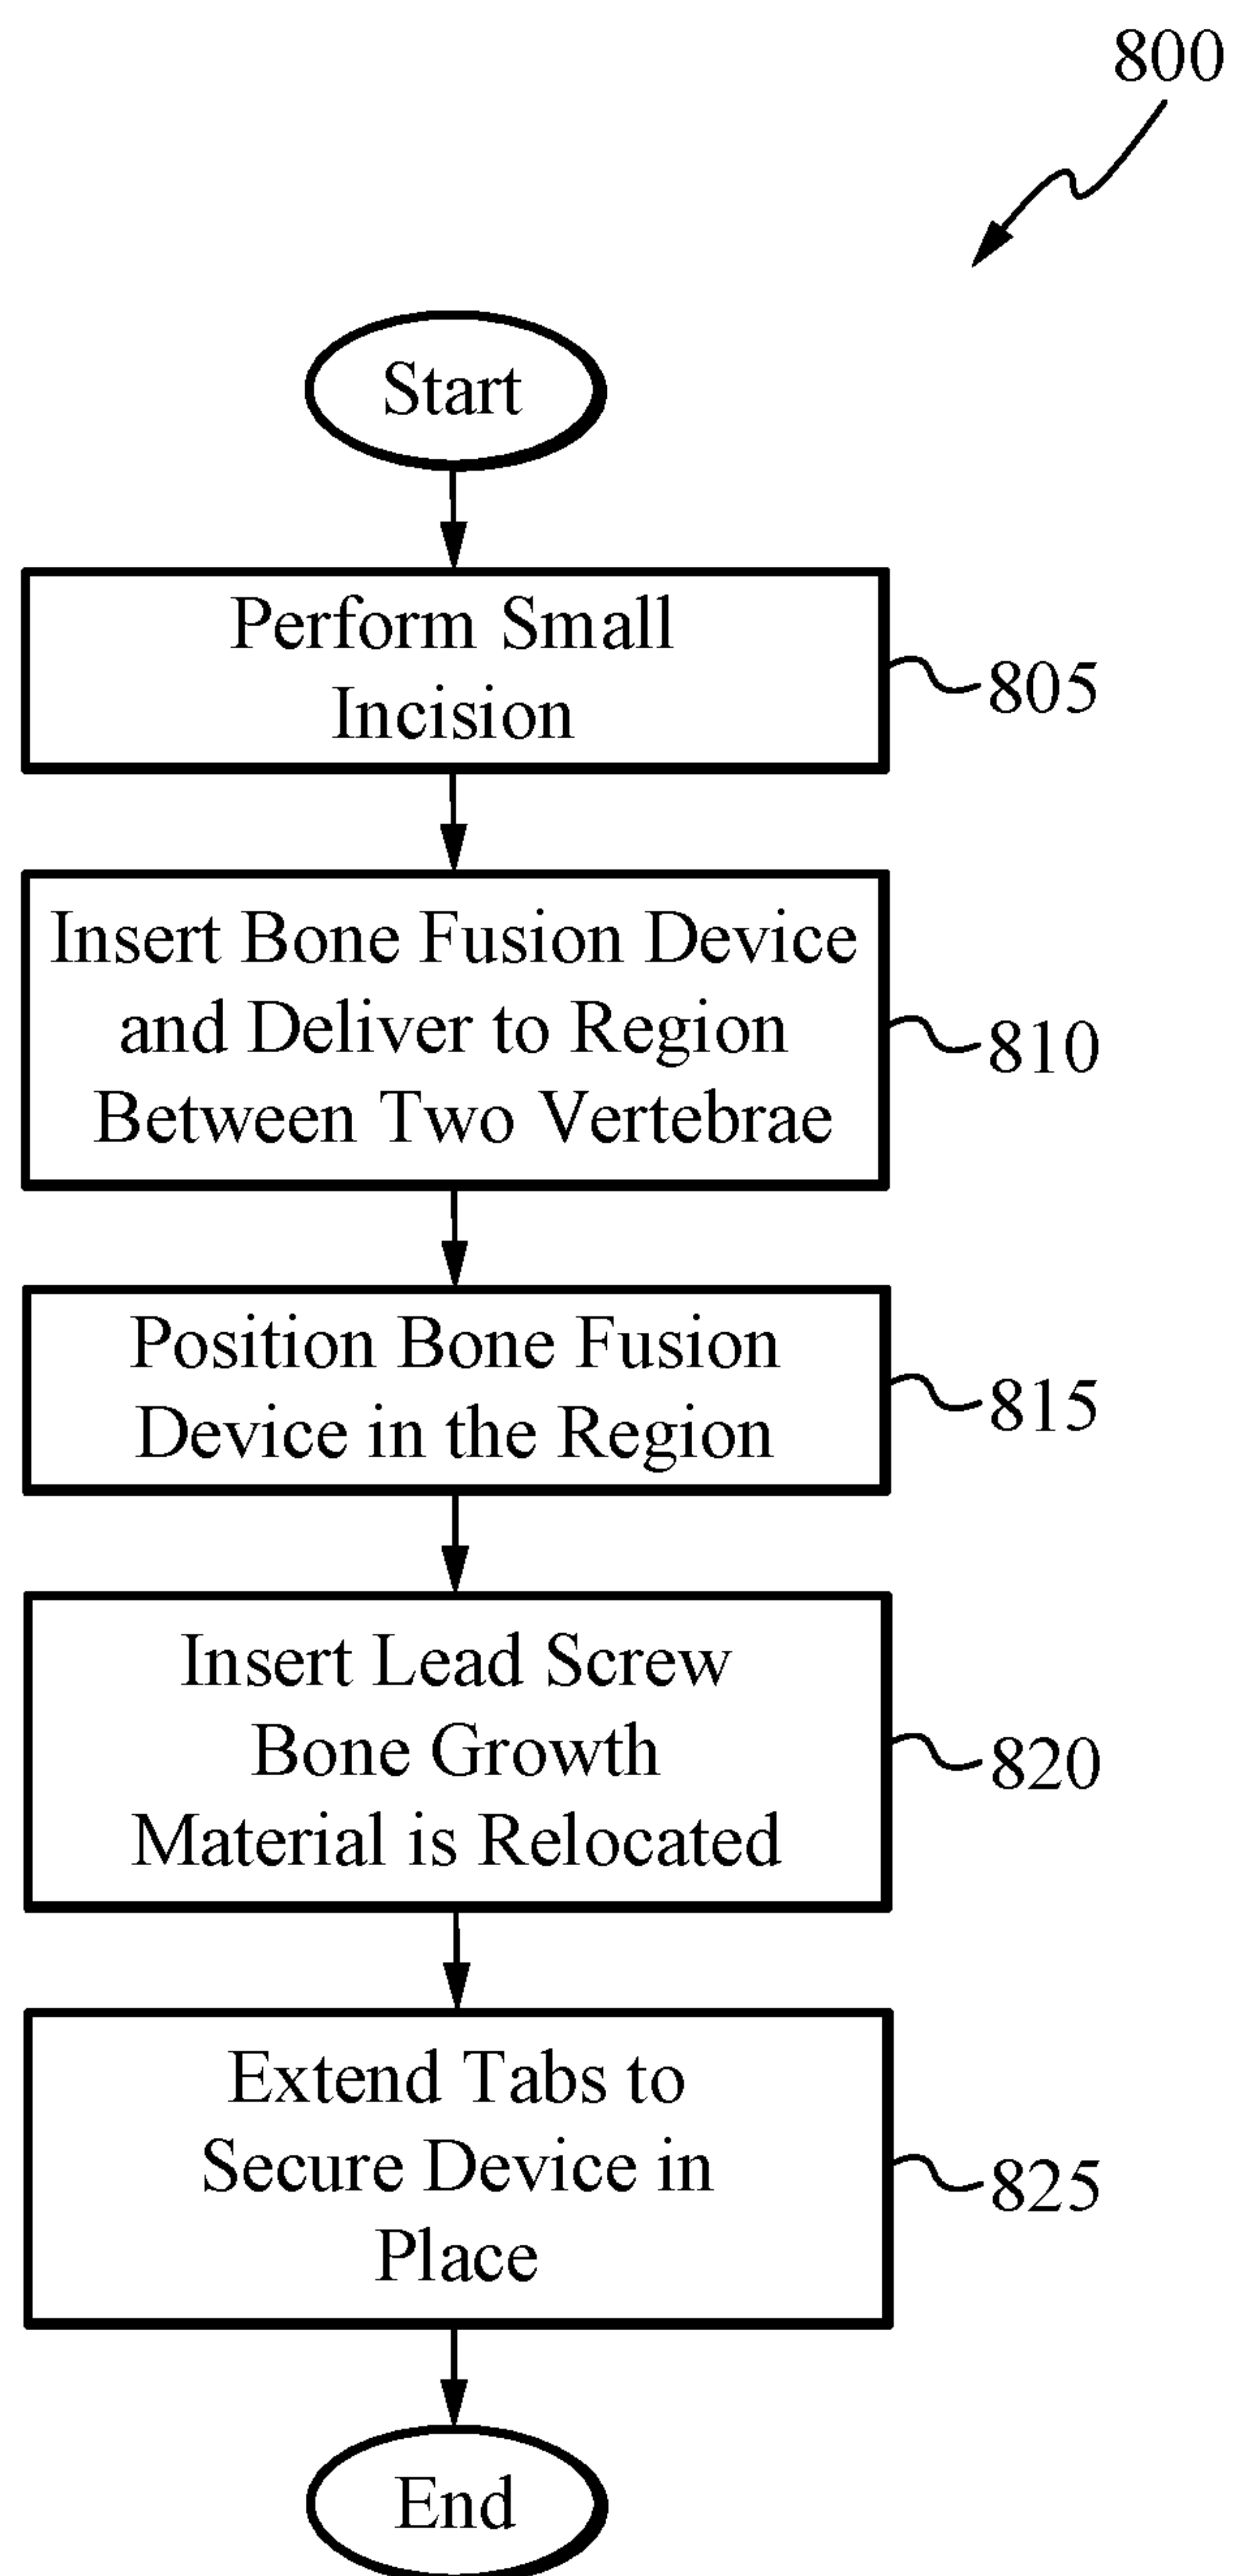 800
Start
Perform Small
Incision
805
Insert Bone Fusion Device
and Deliver to Region
Between Two Vertebrae
810
Position Bone Fusion
Device in the Region
815
Insert Lead Screw
Bone Growth
Material is Relocated
820
Extend Tabs to
Secure Device in
Place
825
End